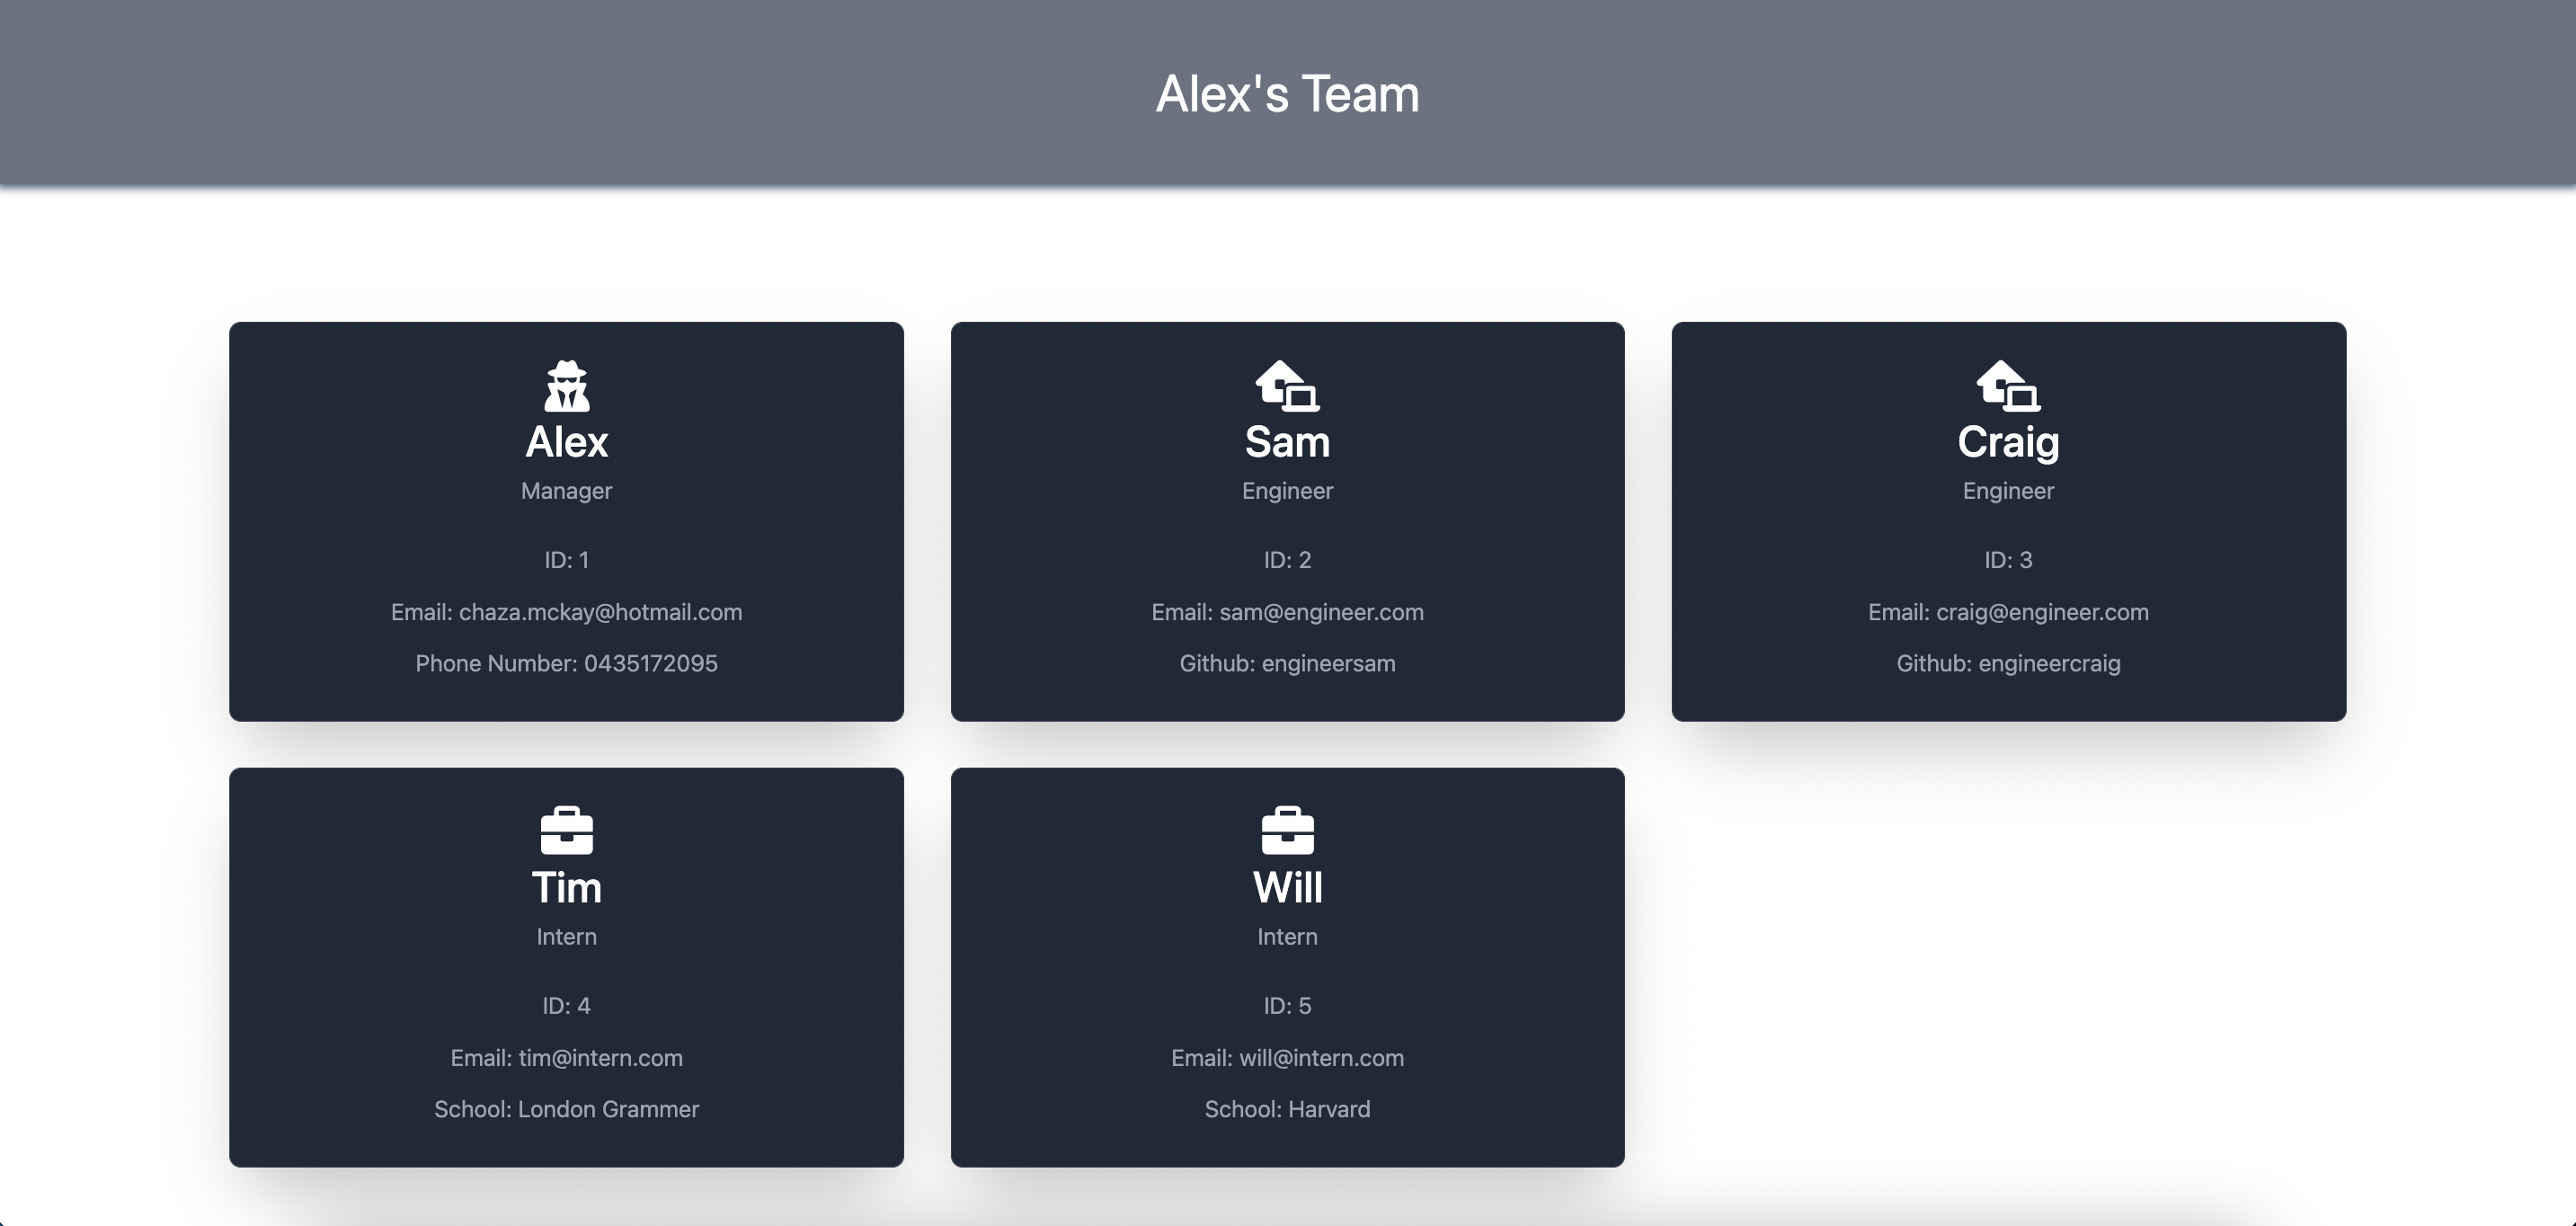 Alex's Team
Alex
Manager
ID: 1
Email: chaza.mckay@hotmail.com
Phone Number: 0435172095
Sam
Engineer
ID: 2
Email: sam@engineer.com
Github: engineersam
Craig
Engineer
ID: 3
Email: craig@engineer.com
Github: engineercraig
Tim
Intern
ID: 4
Email: tim@intern.com
School: London Grammer
Will
Intern
ID: 5
Email: will@intern.com
School: Harvard